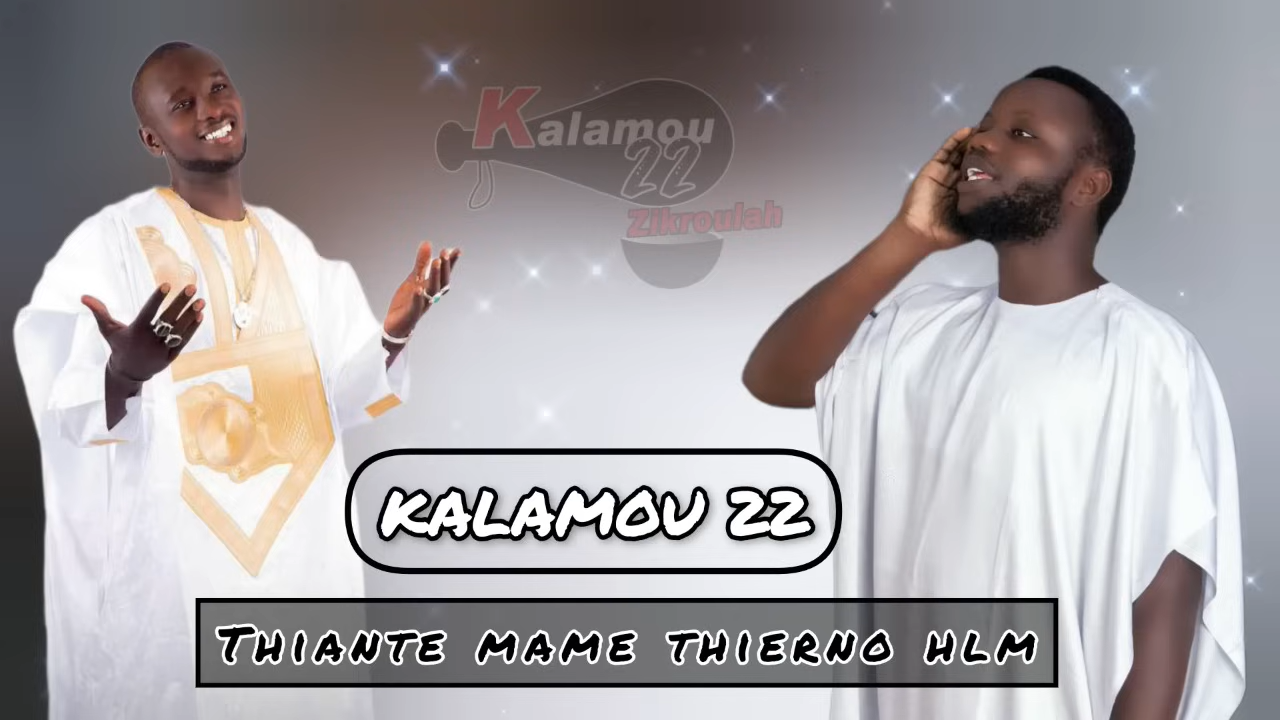 Kalamou
22
Zikroulah
KALAMOU 22
THIANTE MAME THIERNO HLM